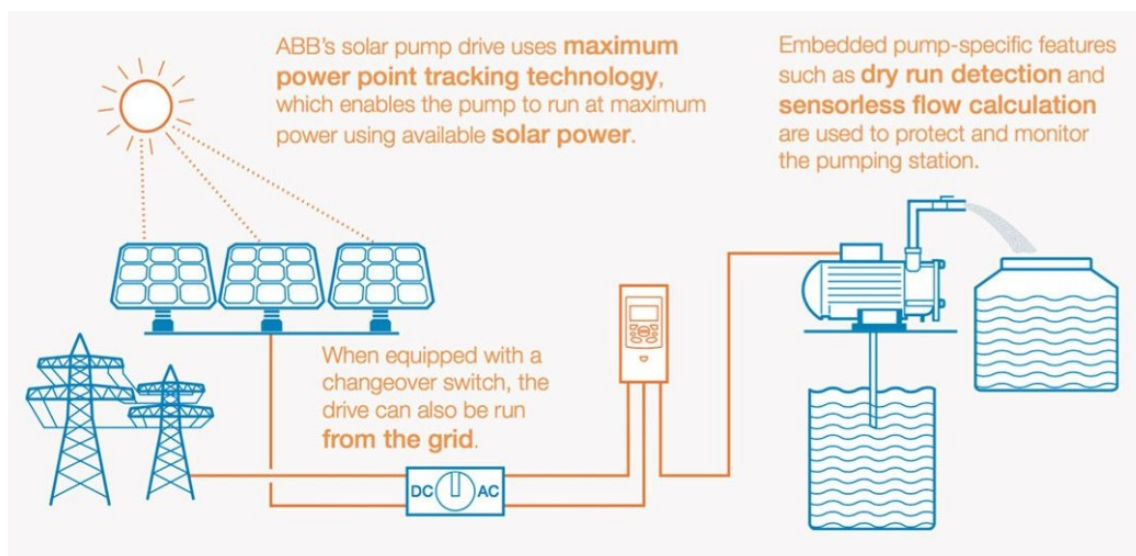 ABB's solar pump drive uses maximum
power point tracking technology,
which enables the pump to run at maximum
power using available solar power.
Embedded pump-specific features
such as dry run detection and
sensorless flow calculation
are used to protect and monitor
the pumping station.
When equipped with a
changeover switch, the
drive can also be run
from the grid.
DC AC